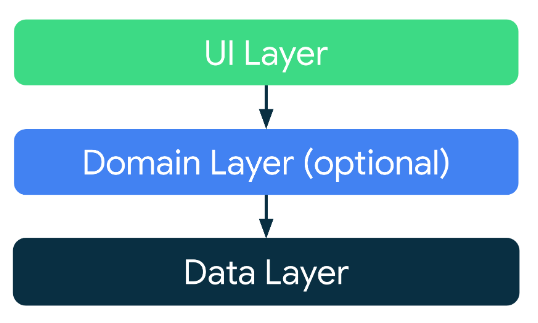 UI Layer
Domain Layer (optional)
Data Layer